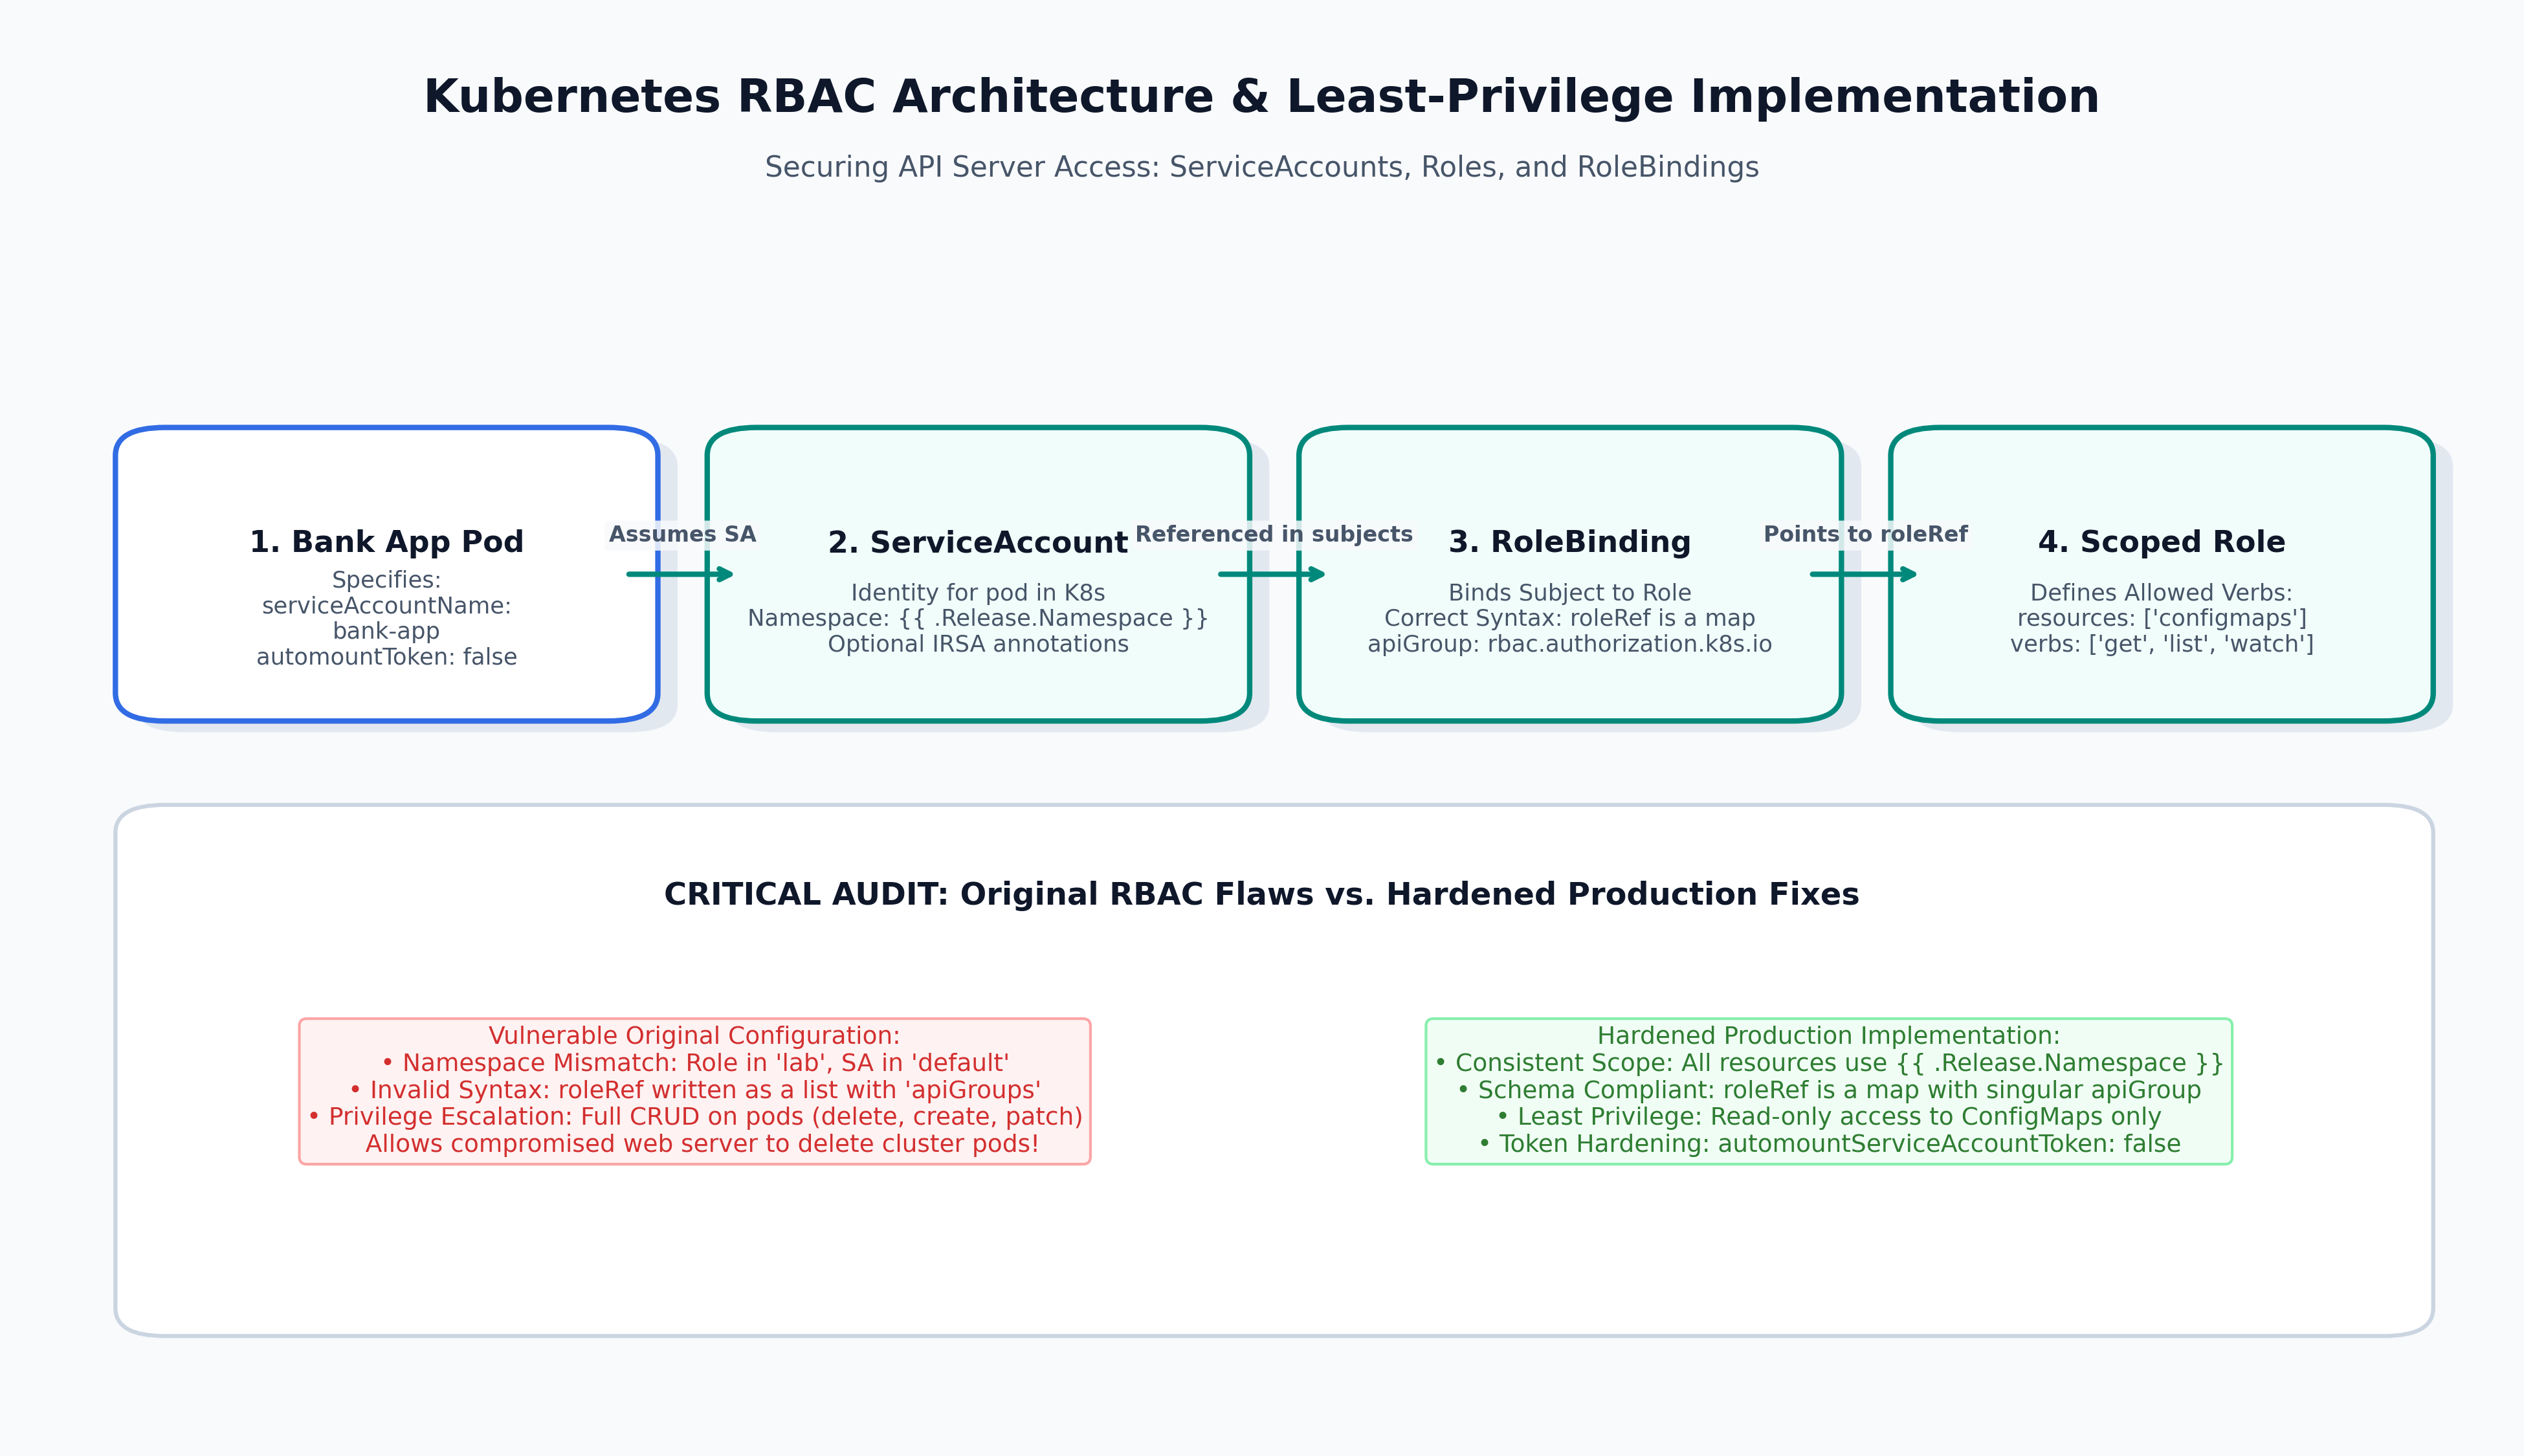 Kubernetes RBAC Architecture & Least-Privilege Implementation
Securing API Server Access: ServiceAccounts, Roles, and RoleBindings
1. Bank App Pod
Specifies:
serviceAccountName:
bank-app
automountToken: false
Assumes SA
2. ServiceAccount
Identity for pod in K8s
Namespace: {{ .Release.Namespace }}
Optional IRSA annotations
Referenced in subjects
3. RoleBinding
Binds Subject to Role
Correct Syntax: roleRef is a map
apiGroup: rbac.authorization.k8s.io
Points to roleRef
4. Scoped Role
Defines Allowed Verbs:
resources: ['configmaps']
verbs: ['get', 'list', 'watch']
CRITICAL AUDIT: Original RBAC Flaws vs. Hardened Production Fixes
Vulnerable Original Configuration:
• Namespace Mismatch: Role in 'lab', SA in 'default'
• Invalid Syntax: roleRef written as a list with 'apiGroups'
• Privilege Escalation: Full CRUD on pods (delete, create, patch)
Allows compromised web server to delete cluster pods!
Hardened Production Implementation:
• Consistent Scope: All resources use {{ .Release.Namespace }}
• Schema Compliant: roleRef is a map with singular apiGroup
• Least Privilege: Read-only access to ConfigMaps only
• Token Hardening: automountServiceAccountToken: false